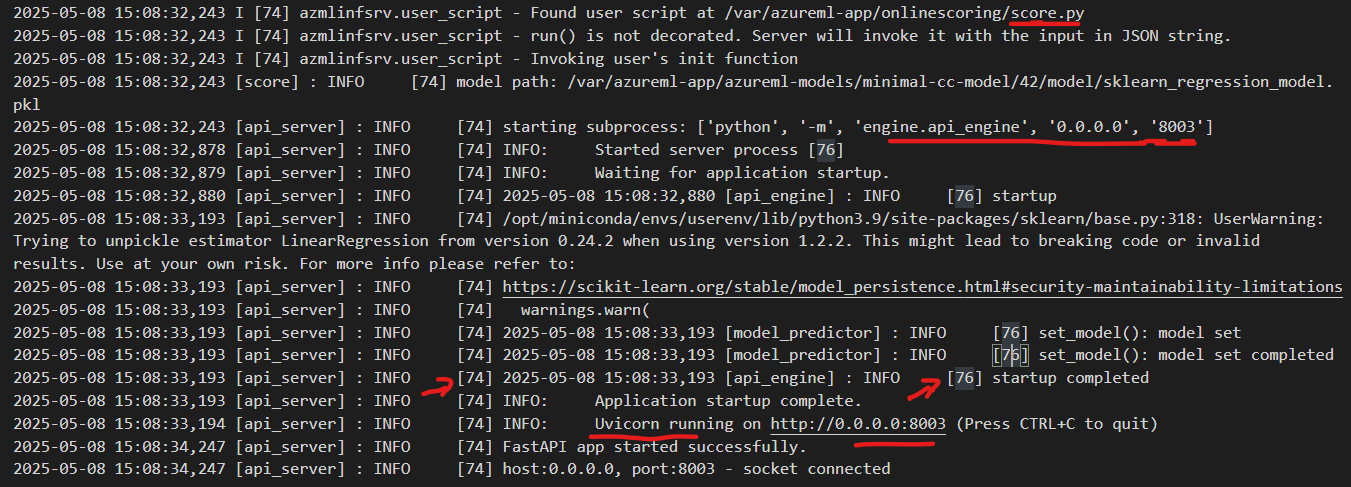 2025-05-08 15:08:32,243 I [74] azmlinfsrv.user_script - Found user script at /var/azureml-app/onlinescoring/score.py
2025-05-08 15:08:32,243 I [74] azmlinfsrv.user_script - run() is not decorated. Server will invoke it with the input in JSON string.
2025-05-08 15:08:32,243 I [74] azmlinfsrv.user_script - Invoking user's init function
2025-05-08 15:08:32,243 [score] : INFO     [74] model path: /var/azureml-app/azureml-models/minimal-cc-model/42/model/sklearn_regression_model.
pkl
2025-05-08 15:08:32,243 [api_server] : INFO     [74] starting subprocess: ['python', '-m', 'engine.api_engine', '0.0.0.0', '8003']
2025-05-08 15:08:32,878 [api_server] : INFO     [74] INFO:     Started server process [76]
2025-05-08 15:08:32,879 [api_server] : INFO     [74] INFO:     Waiting for application startup.
2025-05-08 15:08:32,880 [api_server] : INFO     [74] 2025-05-08 15:08:32,880 [api_engine] : INFO     [76] startup
2025-05-08 15:08:33,193 [api_server] : INFO     [74] /opt/miniconda/envs/userenv/lib/python3.9/site-packages/sklearn/base.py:318: UserWarning:
Trying to unpickle estimator LinearRegression from version 0.24.2 when using version 1.2.2. This might lead to breaking code or invalid
results. Use at your own risk. For more info please refer to:
2025-05-08 15:08:33,193 [api_server] : INFO     [74] https://scikit-learn.org/stable/model_persistence.html#security-maintainability-limitations
2025-05-08 15:08:33,193 [api_server] : INFO     [74]   warnings.warn(
2025-05-08 15:08:33,193 [api_server] : INFO     [74] 2025-05-08 15:08:33,193 [model_predictor] : INFO     [76] set_model(): model set
2025-05-08 15:08:33,193 [api_server] : INFO     [74] 2025-05-08 15:08:33,193 [model_predictor] : INFO     [76] set_model(): model set completed
2025-05-08 15:08:33,193 [api_server] : INFO     [74] 2025-05-08 15:08:33,193 [api_engine] : INFO     [76] startup completed
2025-05-08 15:08:33,193 [api_server] : INFO     [74] INFO:     Application startup complete.
2025-05-08 15:08:33,194 [api_server] : INFO     [74] INFO:     Uvicorn running on http://0.0.0.0:8003 (Press CTRL+C to quit)
2025-05-08 15:08:34,247 [api_server] : INFO     [74] FastAPI app started successfully.
2025-05-08 15:08:34,247 [api_server] : INFO     [74] host:0.0.0.0, port:8003 - socket connected